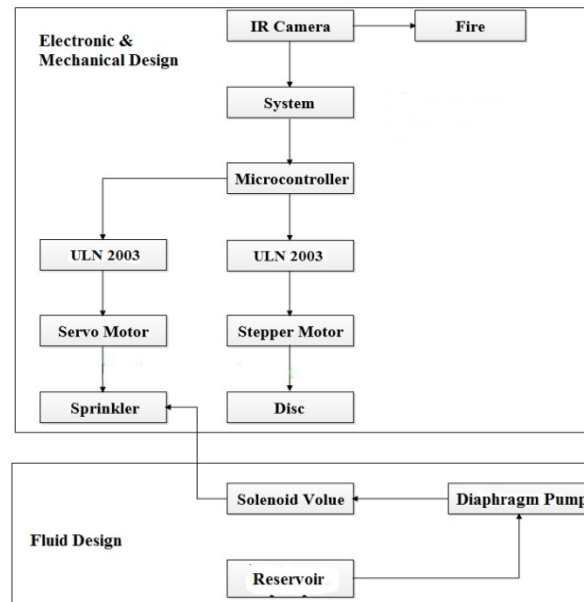 Electronic &
Mechanical Design
IR Camera
Fire
System
Microcontroller
ULN 2003
ULN 2003
Servo Motor
Stepper Motor
Sprinkler
Disc
Solenoid Volue
Diaphragm Pump
Fluid Design
Reservoir